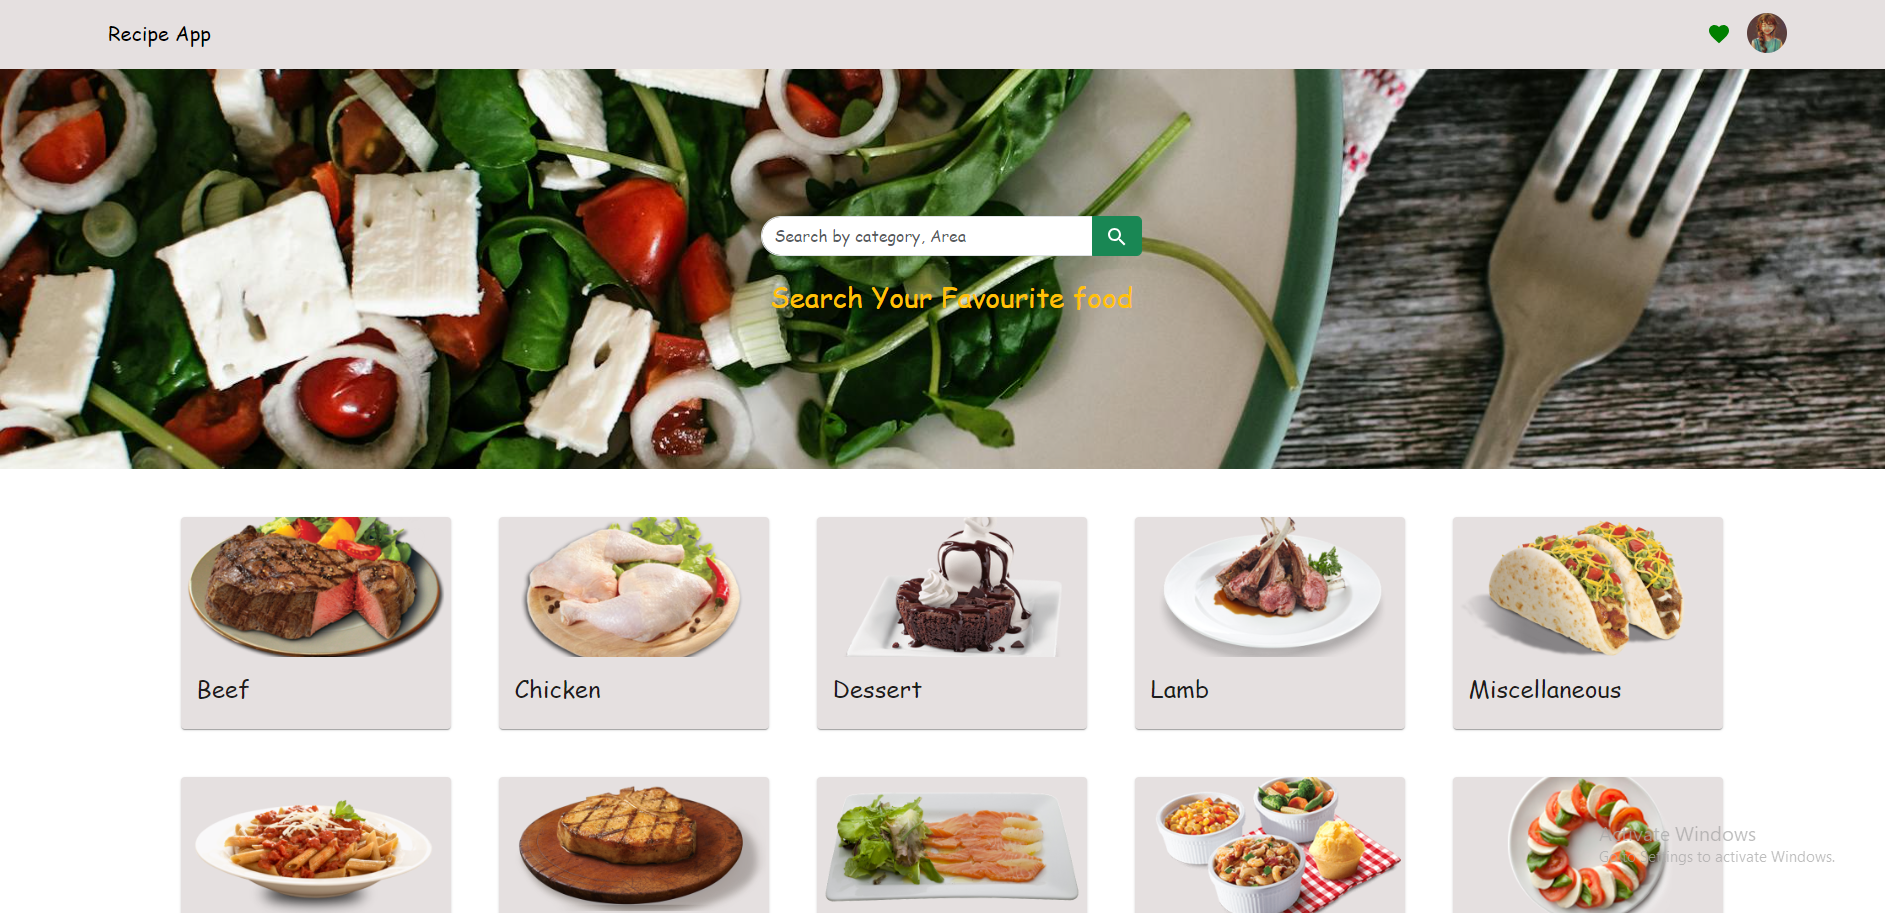 Recipe App
Search by category, Area
Search Your Favourite food
Beef
Chicken
Dessert
Lamb
Miscellaneous
Activate Windows
Go to Settings to activate Windows.